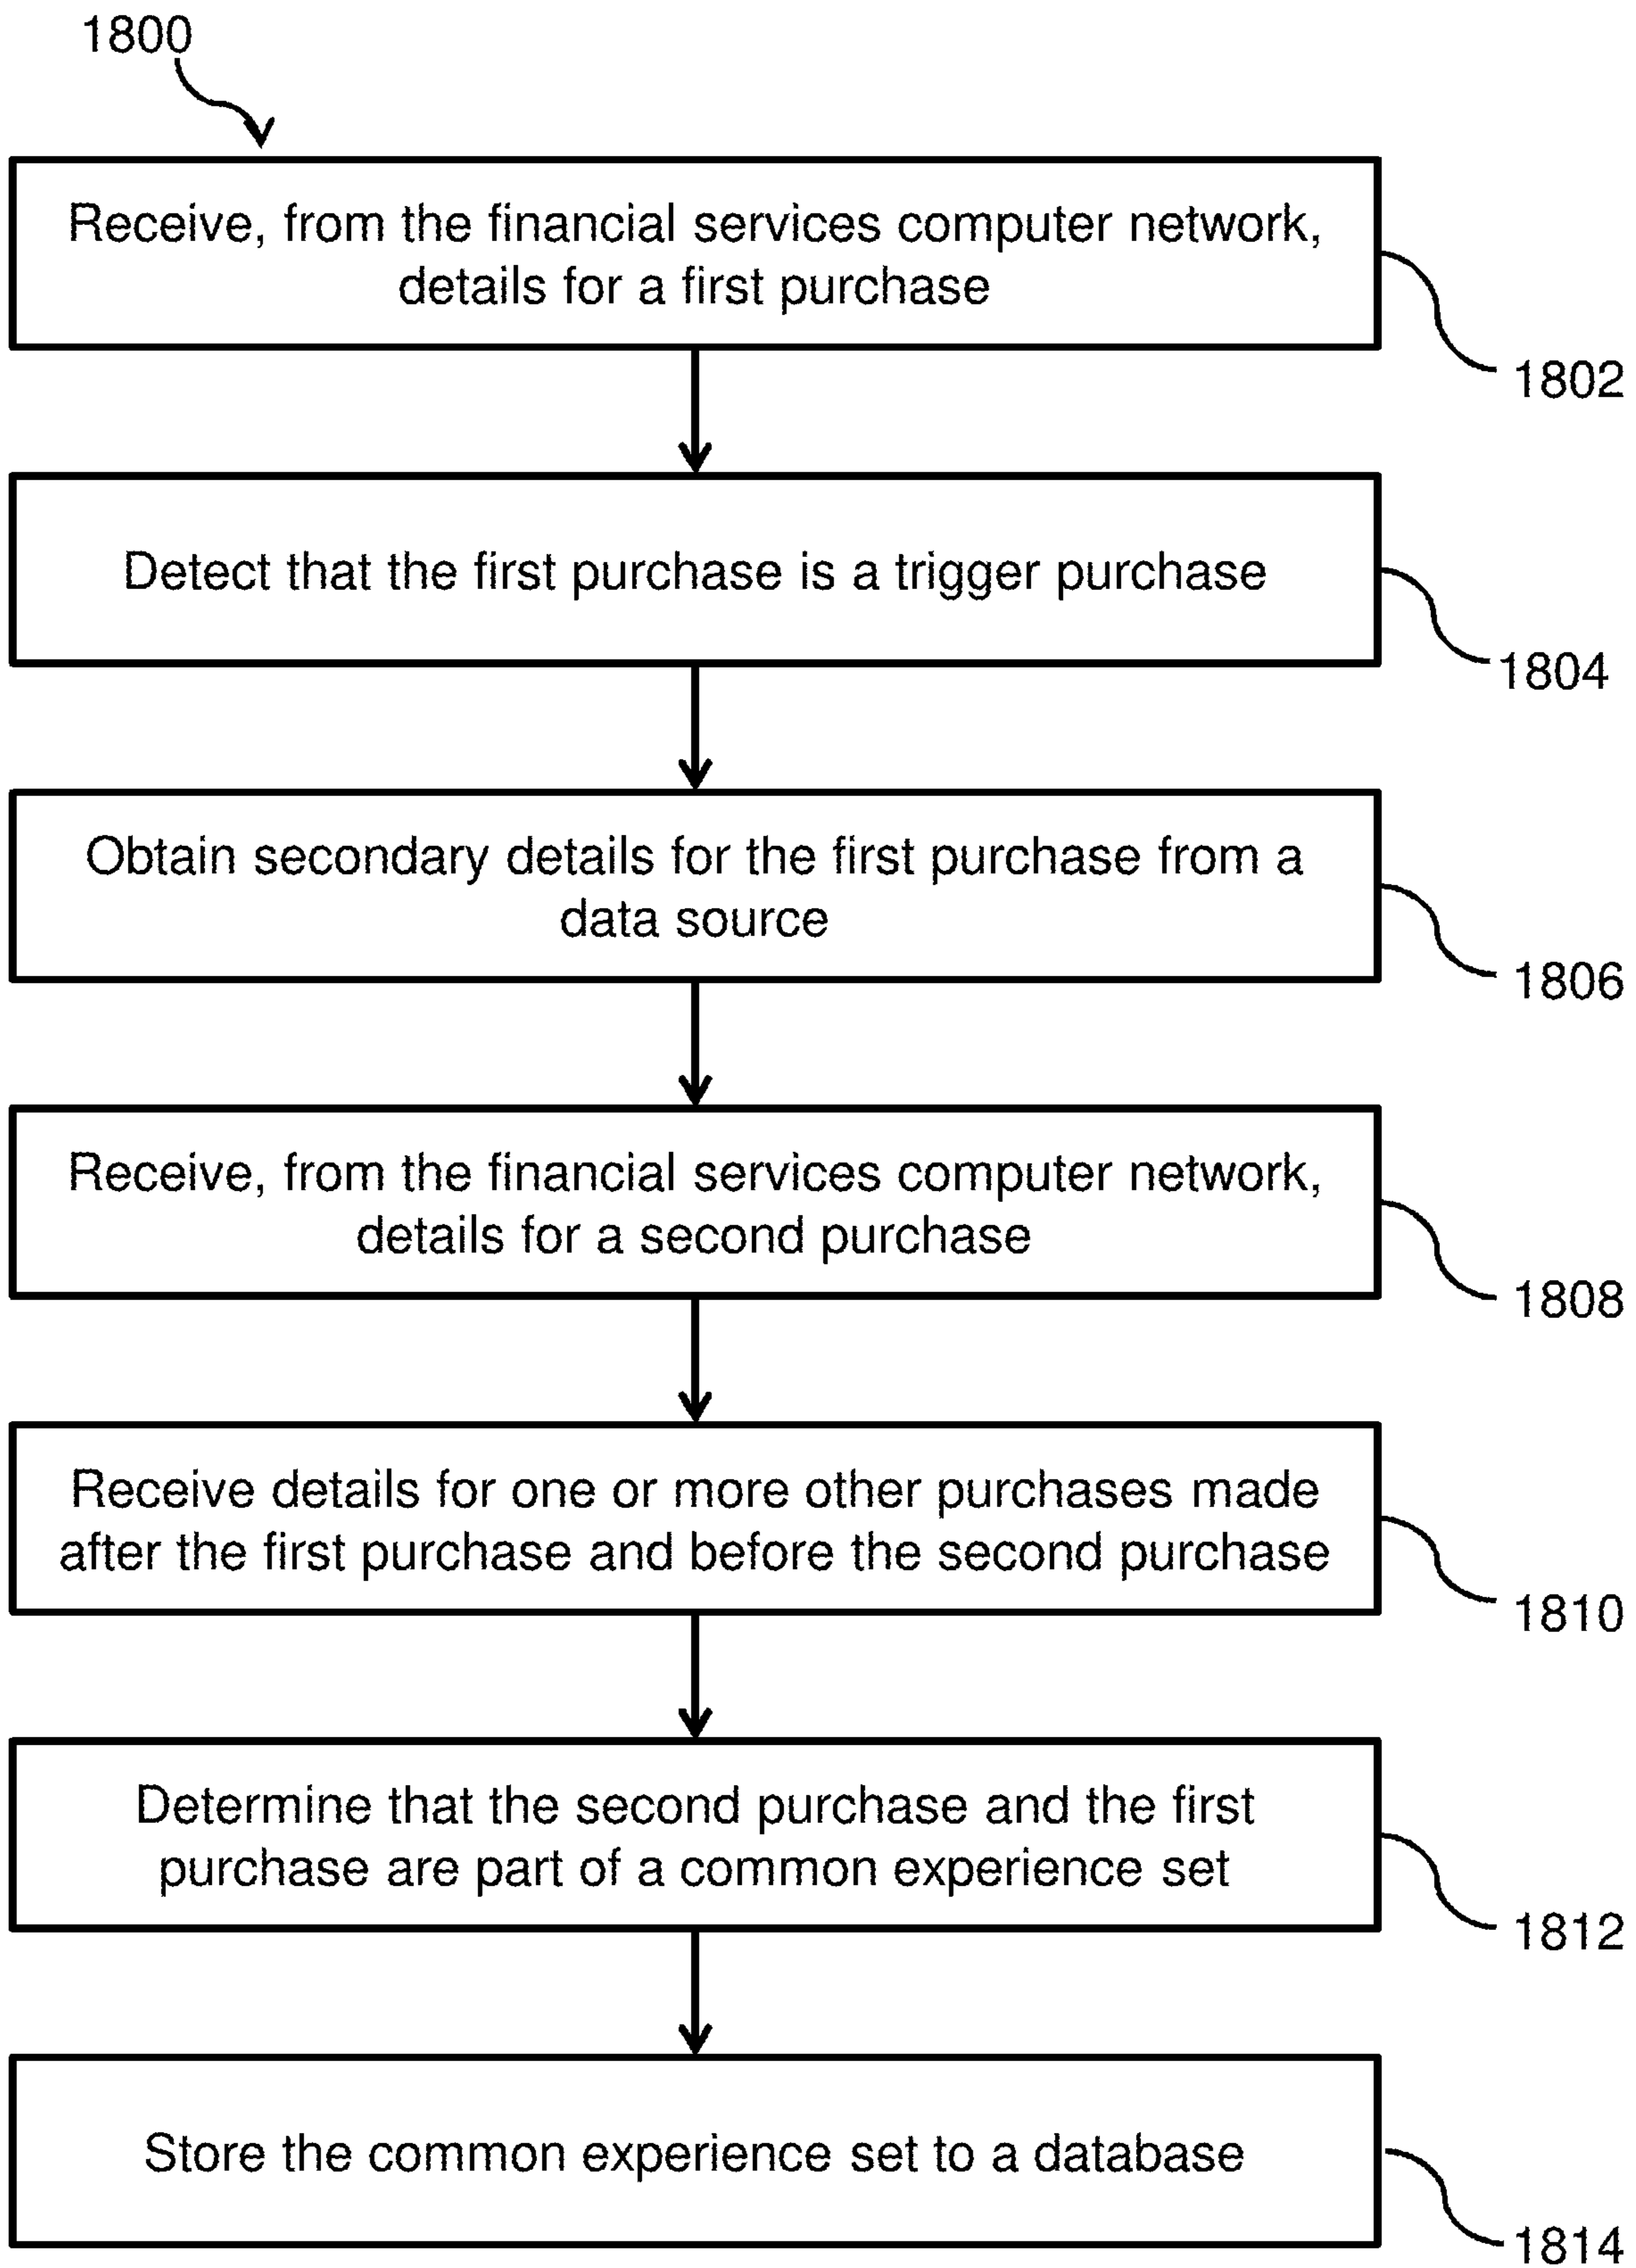 1800
Receive, from the financial services computer network,
details for a first purchase
1802
Detect that the first purchase is a trigger purchase
1804
Obtain secondary details for the first purchase from a
data source
1806
Receive, from the financial services computer network,
details for a second purchase
1808
Receive details for one or more other purchases made
after the first purchase and before the second purchase
1810
Determine that the second purchase and the first
purchase are part of a common experience set
1812
Store the common experience set to a database
1814